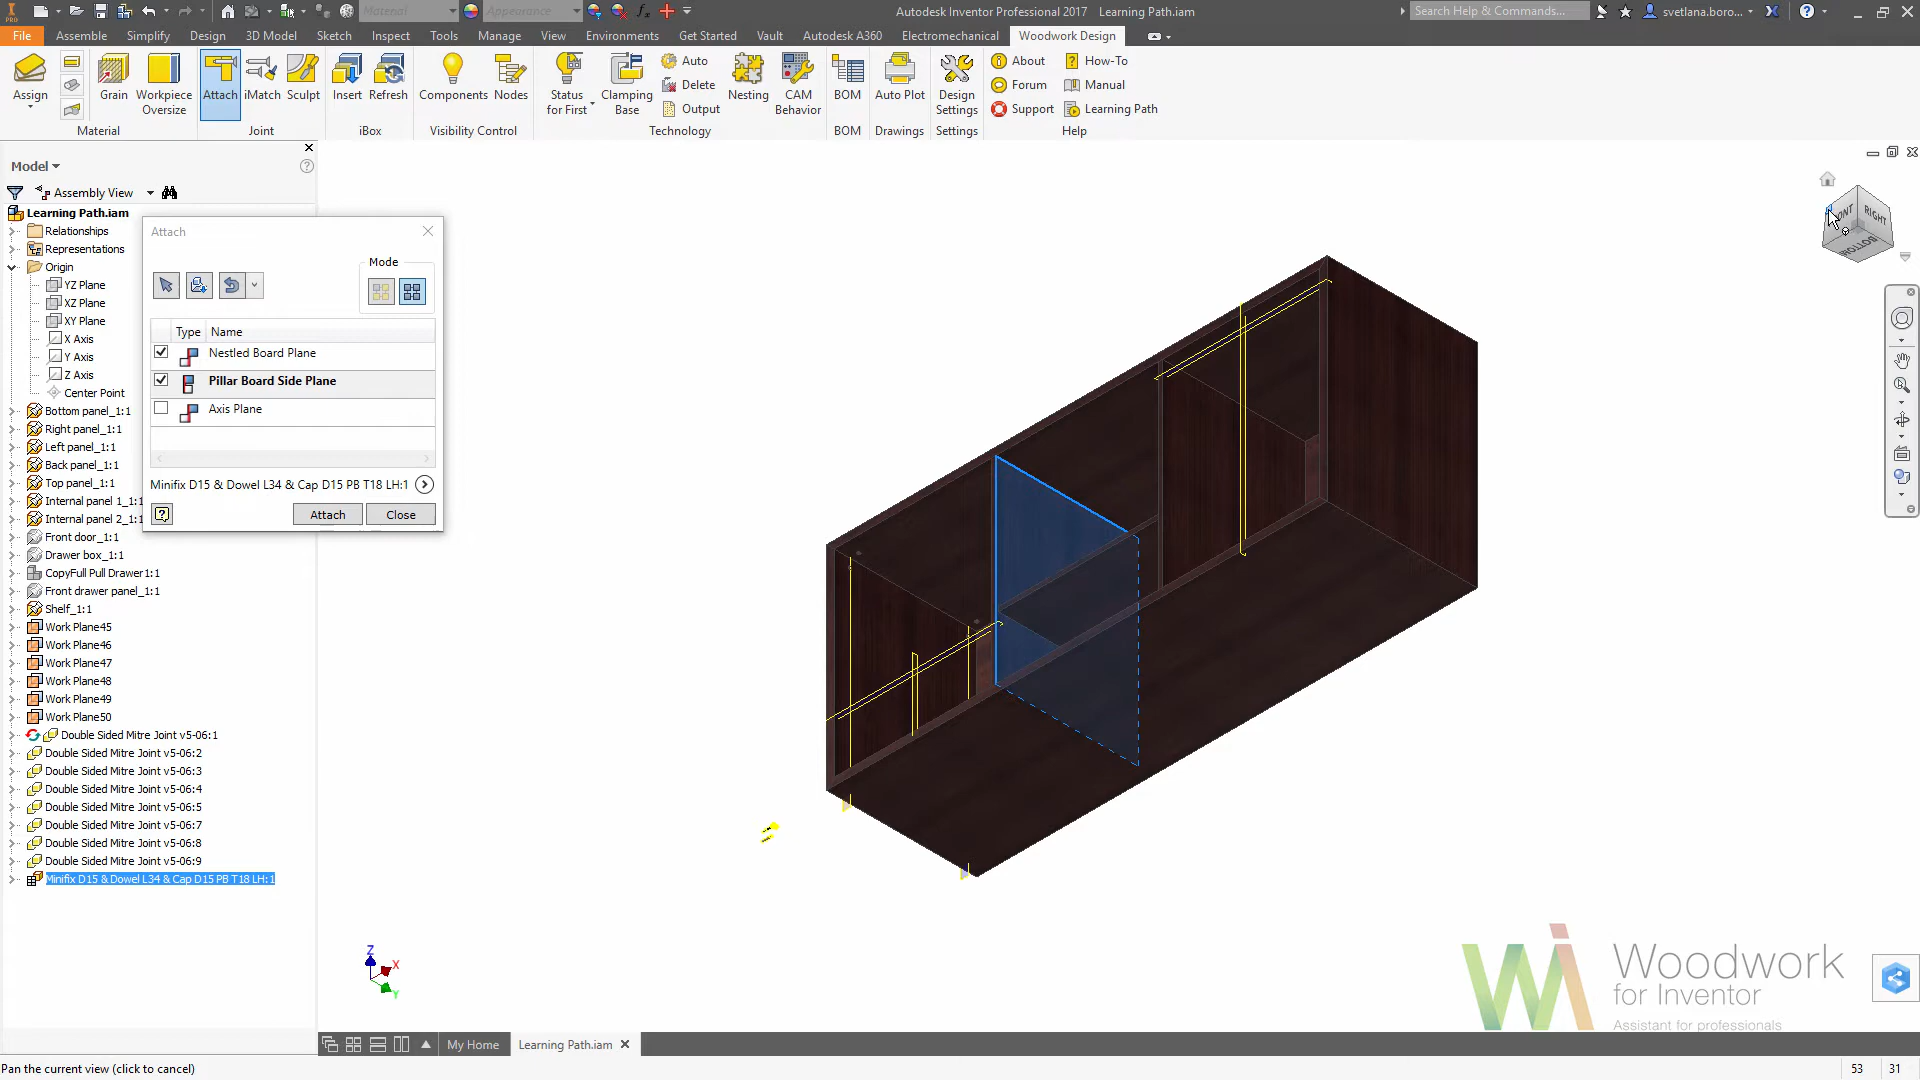 PRO
Material
Appearance
Autodesk Inventor Professional 2017 Learning Path.iam
Search Help & Commands...
svetlana.boro...
File
Assemble
Simplify
Design
3D Model
Sketch
Inspect
Tools
Manage
View
Environments
Get Started
Vault
Autodesk A360
Electromechanical
Woodwork Design
Assign
Grain
Workpiece
Oversize
Attach
iMatch
Sculpt
Insert
Refresh
Components
Nodes
Status
for First
Clamping
Base
Auto
Delete
Output
Nesting
CAM
Behavior
BOM
Auto Plot
Design
Settings
About
Forum
Support
How-To
Manual
Learning Path
Material
Joint
iBox
Visibility Control
Technology
BOM
Drawings
Settings
Help
Model
Assembly View
Learning Path.iam
Relationships
Representations
Origin
YZ Plane
XZ Plane
XY Plane
X Axis
Y Axis
Z Axis
Center Point
Bottom panel_1:1
Right panel_1:1
Left panel_1:1
Back panel_1:1
Top panel_1:1
Internal panel 1_1:1
Internal panel 2_1:1
Front door_1:1
Drawer box_1:1
CopyFull Pull Drawer1:1
Front drawer panel_1:1
Shelf_1:1
Work Plane45
Work Plane46
Work Plane47
Work Plane48
Work Plane49
Work Plane50
Double Sided Mitre Joint v5-06:1
Double Sided Mitre Joint v5-06:2
Double Sided Mitre Joint v5-06:3
Double Sided Mitre Joint v5-06:4
Double Sided Mitre Joint v5-06:5
Double Sided Mitre Joint v5-06:7
Double Sided Mitre Joint v5-06:8
Double Sided Mitre Joint v5-06:9
Minifix D15 & Dowel L34 & Cap D15 PB T18 LH:1
Attach
Mode
Type Name
Nestled Board Plane
Pillar Board Side Plane
Axis Plane
Minifix D15 & Dowel L34 & Cap D15 PB T18 LH:1
Attach
Close
RIGHT
BOTTOM
Z
X
Y
Woodwork
for Inventor
Assistant for professionals
My Home
Learning Path.iam
Pan the current view (click to cancel)
53
31